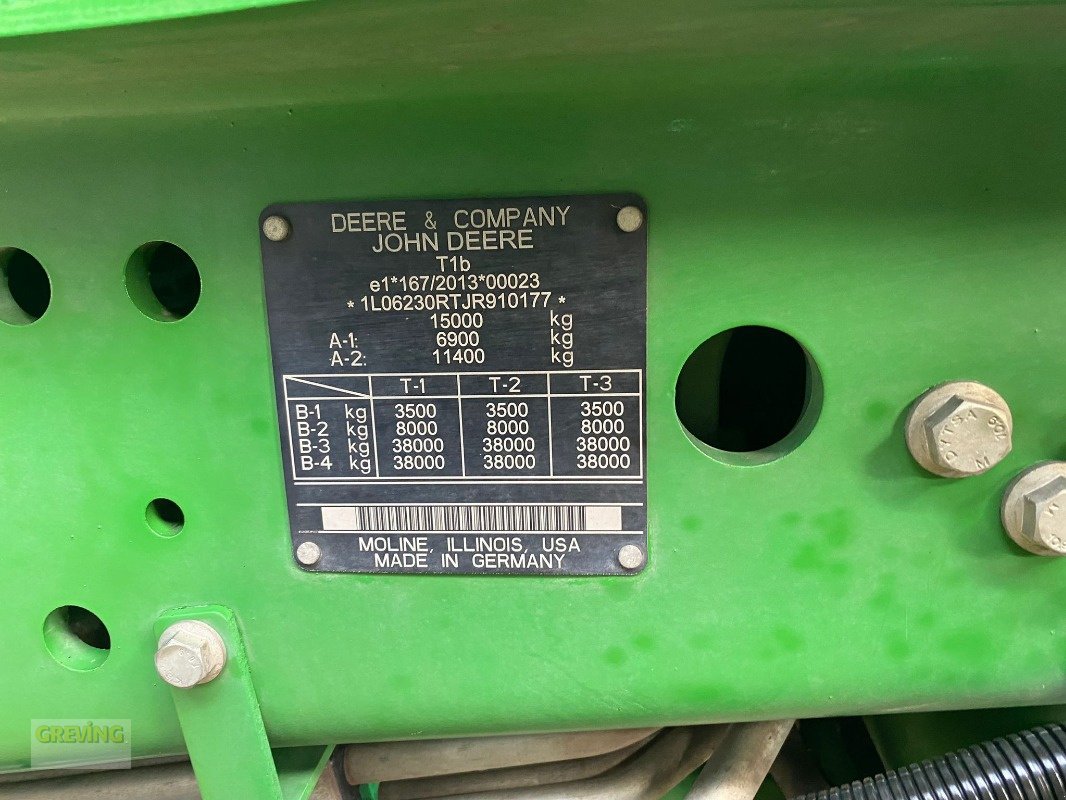 DEERE & COMPANY
JOHN DEERE
T1b
e1*167/2013*00023
*1L06230RTJR910177*
15000 kg
A-1: 6900 kg
A-2: 11400 kg
T-1 T-2 T-3
B-1 kg 3500 3500 3500
B-2 kg 8000 8000 8000
B-3 kg 38000 38000 38000
B-4 kg 38000 38000 38000
MOLINE, ILLINOIS, USA
MADE IN GERMANY
GREVING